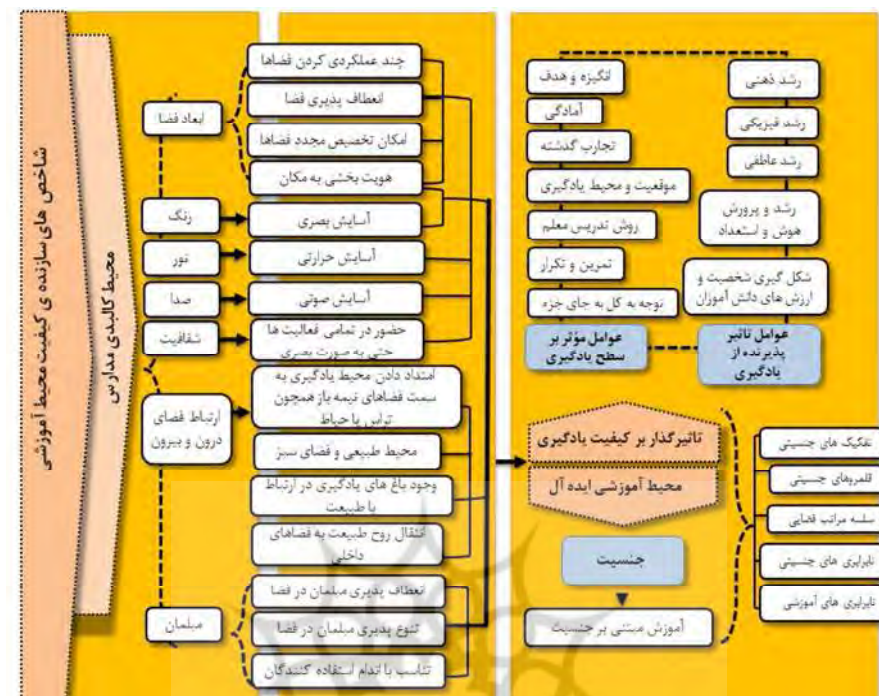 شاخص های سازنده ی کیفیت محیط آموزشی
محیط کالبدی مدارس
ابعاد فضا
رنگ
نور
صدا
شفافیت
ارتباط فضای
درون و بیرون
مبلمان
چند عملکردی کردن فضاها
انعطاف پذیری فضا
امکان تخصیص مجدد فضاها
هویت بخشی به مکان
آسایش بصری
آسایش حرارتی
آسایش صوتی
حضور در تمامی فعالیت ها
حتی به صورت بصری
امتداد دادن محیط یادگیری به
سمت فضاهای نیمه باز همچون
تراس یا حیاط
محیط طبیعی و فضای سبز
وجود باغ های یادگیری در ارتباط
با طبیعت
انتقال روح طبیعت به فضاهای
داخلی
انعطاف پذیری مبلمان در فضا
تنوع پذیری مبلمان در فضا
تناسب با اندام استفاده کنندگان
انگیزه و هدف
آمادگی
تجارب گذشته
موقعیت و محیط یادگیری
روش تدریس معلم
تمرین و تکرار
توجه به کل به جای جزء
عوامل مؤثر بر
سطح یادگیری
رشد ذهنی
رشد فیزیکی
رشد عاطفی
رشد و پرورش
هوش و استعداد
شکل گیری شخصیت و
ارزش های دانش آموزان
عوامل تاثیر
پذیرنده از
یادگیری
تاثیرگذار بر کیفیت یادگیری
محیط آموزشی ایده آل
جنسیت
آموزش مبتنی بر جنسیت
تفکیک های جنسیتی
قلمروهای جنسیتی
سلسه مراتب فضایی
نابرابری های جنسیتی
نابرابری های آموزشی